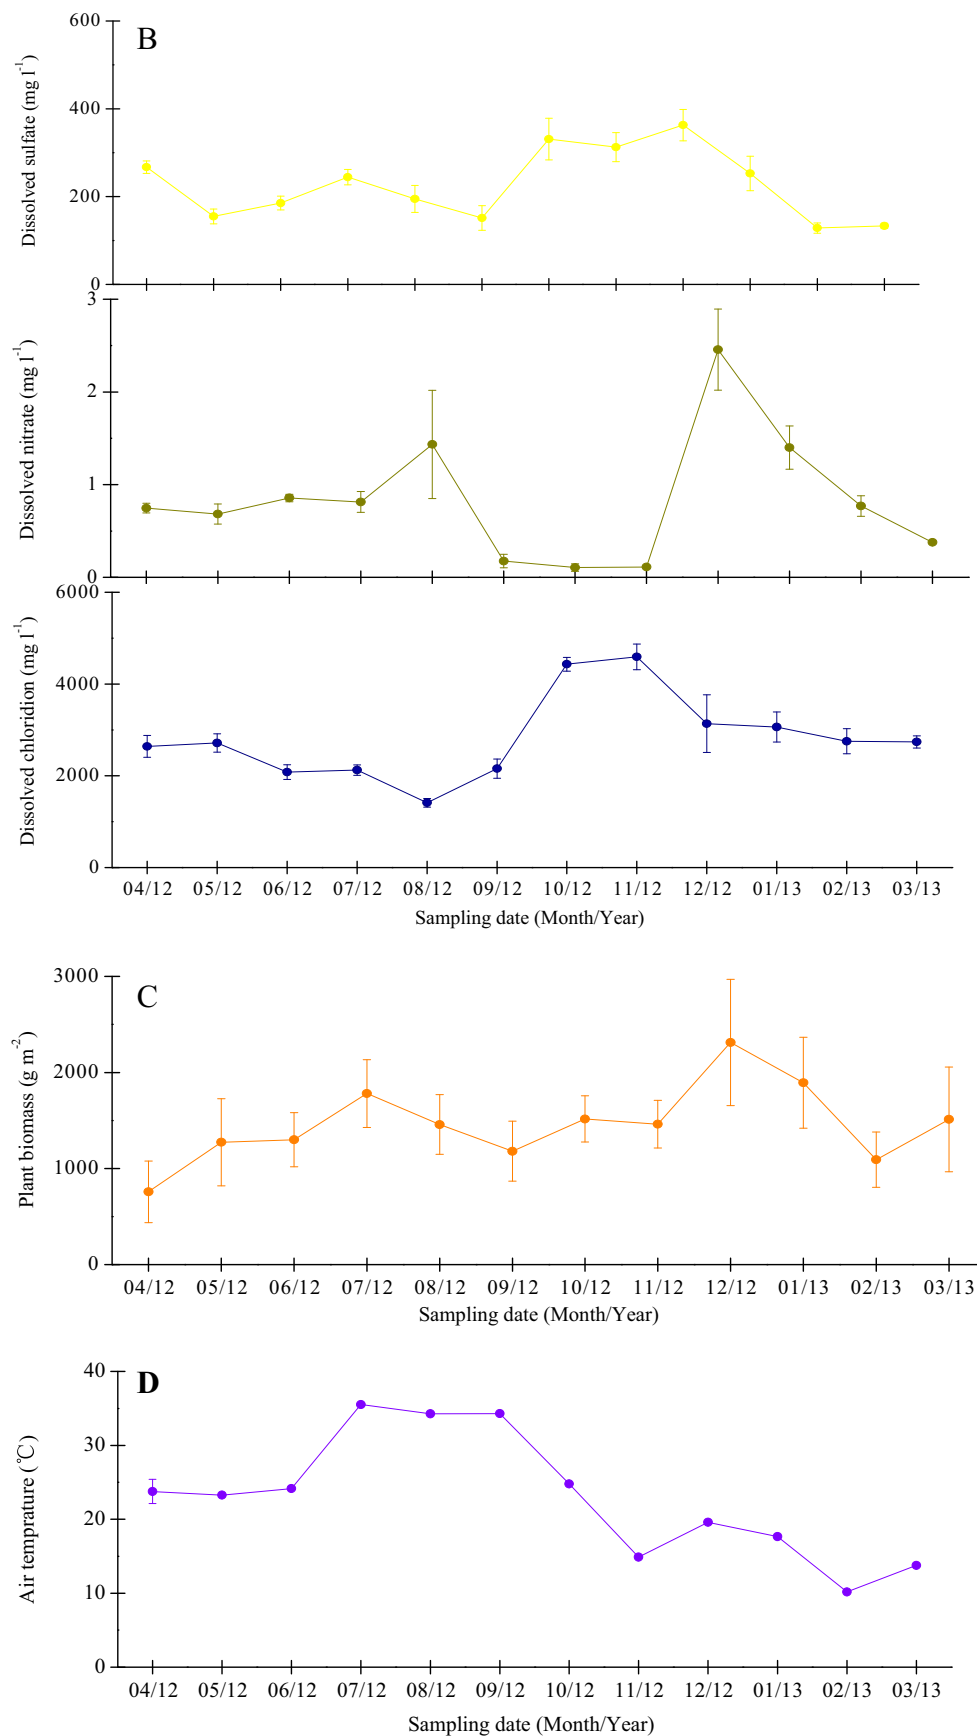 B
Dissolved sulfate (mg l⁻¹)
600
400
200
0
Dissolved nitrate (mg l⁻¹)
3
2
1
0
Dissolved chloridion (mg l⁻¹)
6000
4000
2000
0
04/12 05/12 06/12 07/12 08/12 09/12 10/12 11/12 12/12 01/13 02/13 03/13
Sampling date (Month/Year)
C
Plant biomass (g m⁻²)
3000
2000
1000
0
04/12 05/12 06/12 07/12 08/12 09/12 10/12 11/12 12/12 01/13 02/13 03/13
Sampling date (Month/Year)
D
Air temprature (℃)
40
30
20
10
0
04/12 05/12 06/12 07/12 08/12 09/12 10/12 11/12 12/12 01/13 02/13 03/13
Sampling date (Month/Year)